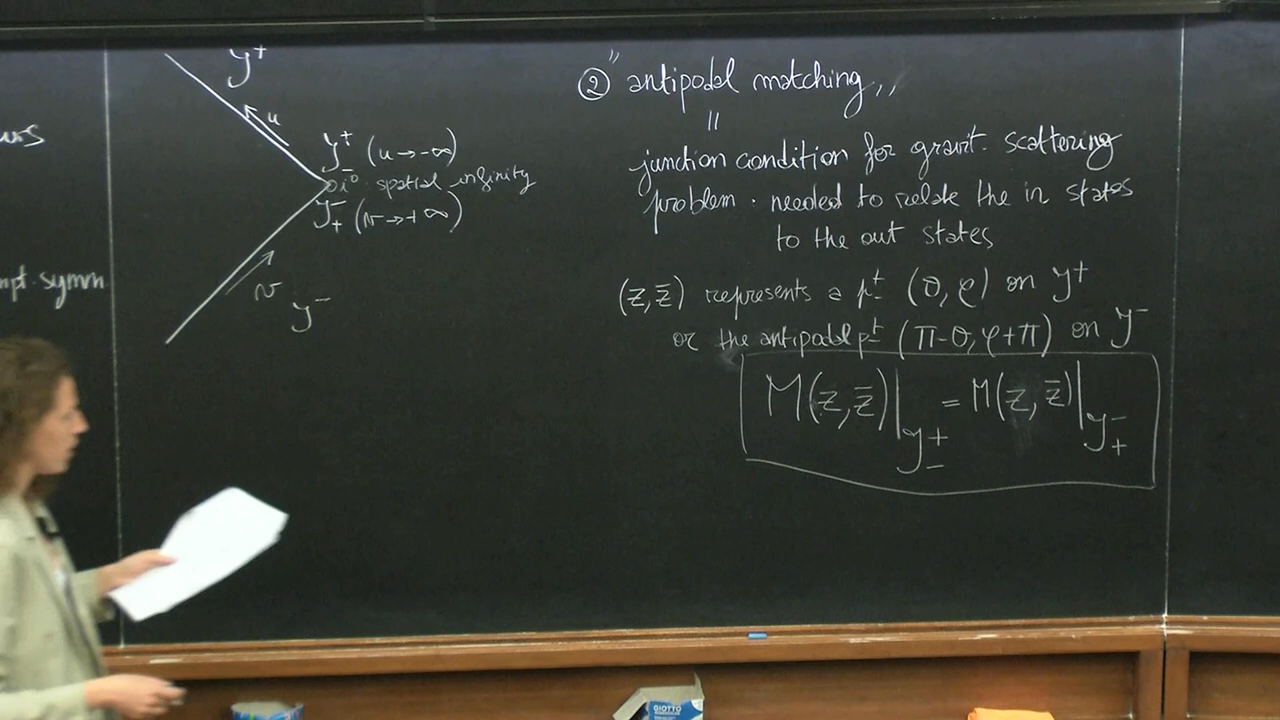 y⁺
u
y⁺₋ (u → -∞)
i⁰: spatial infinity
y⁻₊ (v → +∞)
v
y⁻
② "antipodal matching,,
=
junction condition for gravit. scattering
problem. needed to relate the in states
to the out states
(z, z̄) represents a pt (θ, φ) on y⁺
or the antipodal pt (π-θ, φ+π) on y⁻
M(z, z̄)|y⁺₋ = M(z, z̄)|y⁻₊
mpt. symm
GIOTTO